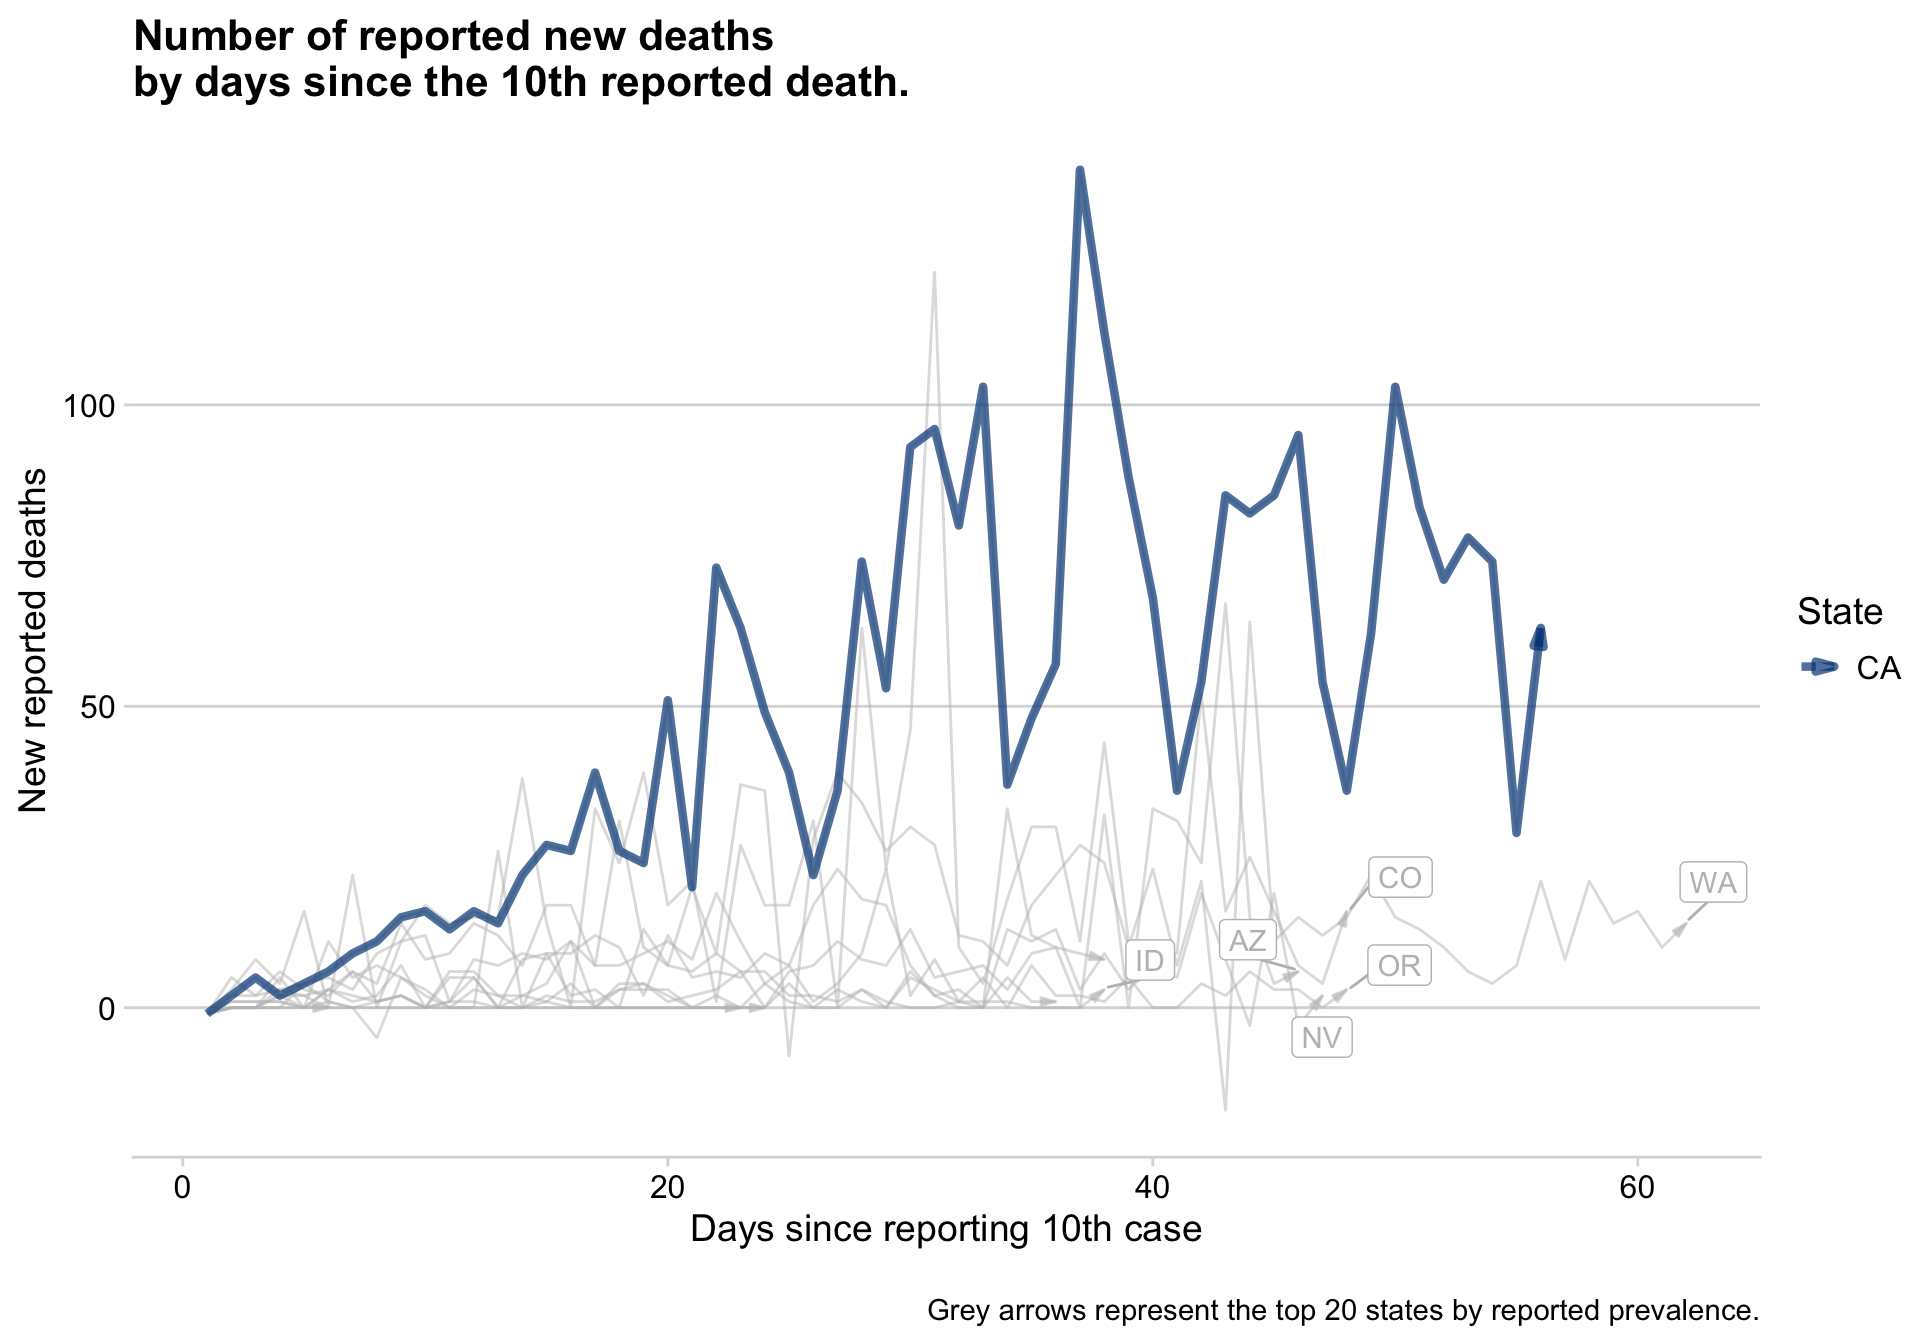 Number of reported new deaths
by days since the 10th reported death.
New reported deaths
100
50
0
CO
WA
AZ
ID
OR
NV
State
CA
0 20 40 60
Days since reporting 10th case
Grey arrows represent the top 20 states by reported prevalence.